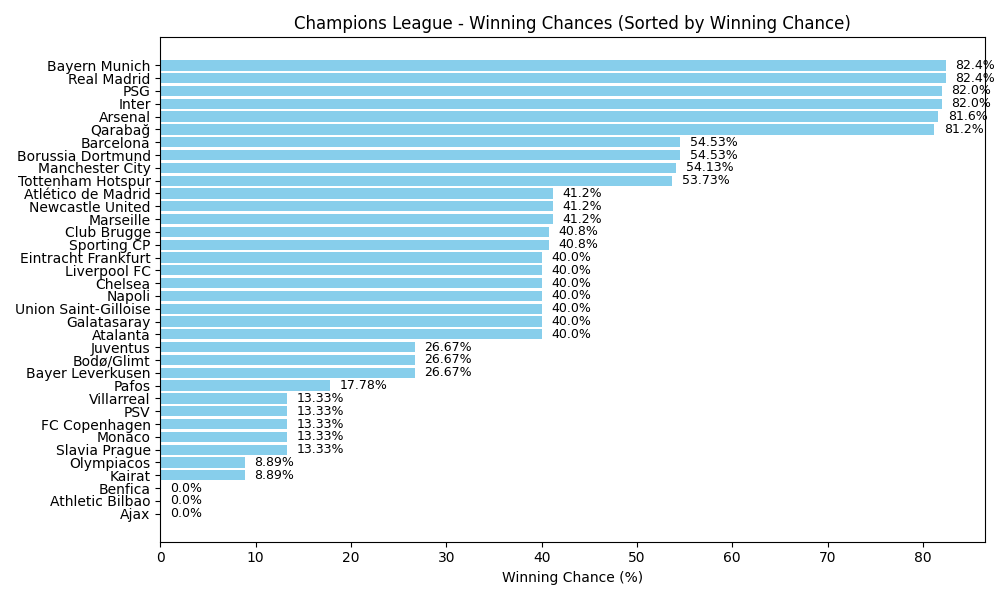 Champions League - Winning Chances (Sorted by Winning Chance)
Bayern Munich 82.4%
Real Madrid 82.4%
PSG 82.0%
Inter 82.0%
Arsenal 81.6%
Qarabağ 81.2%
Barcelona 54.53%
Borussia Dortmund 54.53%
Manchester City 54.13%
Tottenham Hotspur 53.73%
Atlético de Madrid 41.2%
Newcastle United 41.2%
Marseille 41.2%
Club Brugge 40.8%
Sporting CP 40.8%
Eintracht Frankfurt 40.0%
Liverpool FC 40.0%
Chelsea 40.0%
Napoli 40.0%
Union Saint-Gilloise 40.0%
Galatasaray 40.0%
Atalanta 40.0%
Juventus 26.67%
Bodø/Glimt 26.67%
Bayer Leverkusen 26.67%
Pafos 17.78%
Villarreal 13.33%
PSV 13.33%
FC Copenhagen 13.33%
Monaco 13.33%
Slavia Prague 13.33%
Olympiacos 8.89%
Kairat 8.89%
Benfica 0.0%
Athletic Bilbao 0.0%
Ajax 0.0%
0 10 20 30 40 50 60 70 80
Winning Chance (%)